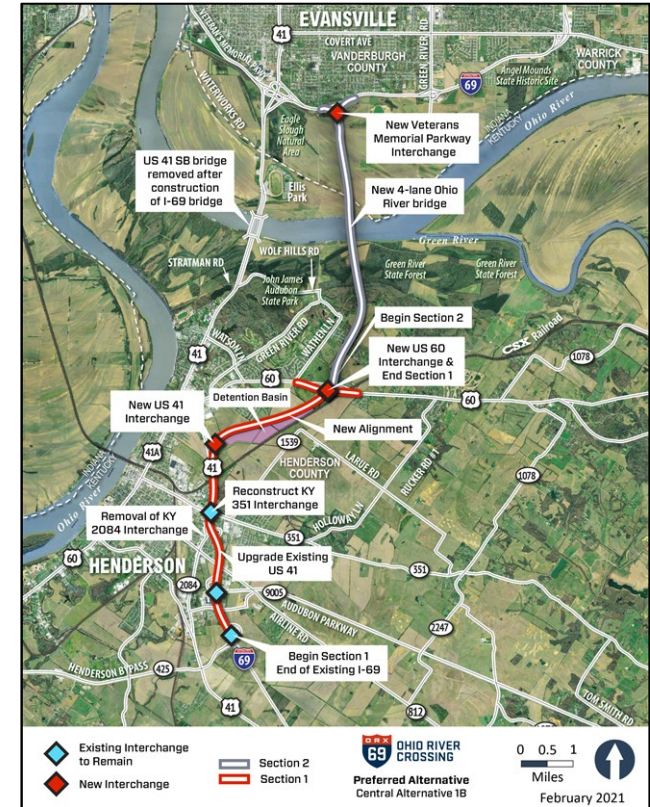 EVANSVILLE
41
VETERANS MEMORIAL PKWY
COVERT AVE
VANDERBURGH
COUNTY
GREEN RIVER RD
WARRICK
COUNTY
Angel Mounds
State Historic Site
69
WATERWORKS RD
INDIANA
KENTUCKY
Ohio River
Eagle
Slough
Natural
Area
New Veterans
Memorial Parkway
Interchange
US 41 SB bridge
removed after
construction
of I-69 bridge
Ellis
Park
New 4-lane Ohio
River bridge
Green River
STRATMAN RD
WOLF HILLS RD
John James
Audubon
State Park
Green River
State Forest
Green River
State Forest
GREEN RIVER RD
WATHEN LN
WATSON LN
Begin Section 2
CSX Railroad
1078
41
60
New US 60
Interchange &
End Section 1
60
Detention Basin
New US 41
Interchange
New Alignment
1539
41A
INDIANA
KENTUCKY
Ohio River
41
HENDERSON
COUNTY
LARUE RD
RUCKER RD #1
1078
Reconstruct KY
351 Interchange
HOLLOWAY LN
351
351
Removal of KY
2084 Interchange
60
HENDERSON
Upgrade Existing
US 41
2084
9005
AUDUBON PARKWAY
AIRLINE RD
2247
Begin Section 1
End of Existing I-69
69
HENDERSON BYPASS
425
41
812
TOM SMITH RD
Existing Interchange
to Remain
New Interchange
Section 2
Section 1
ORX
69
OHIO RIVER
CROSSING
Preferred Alternative
Central Alternative 1B
0 0.5 1
Miles
February 2021